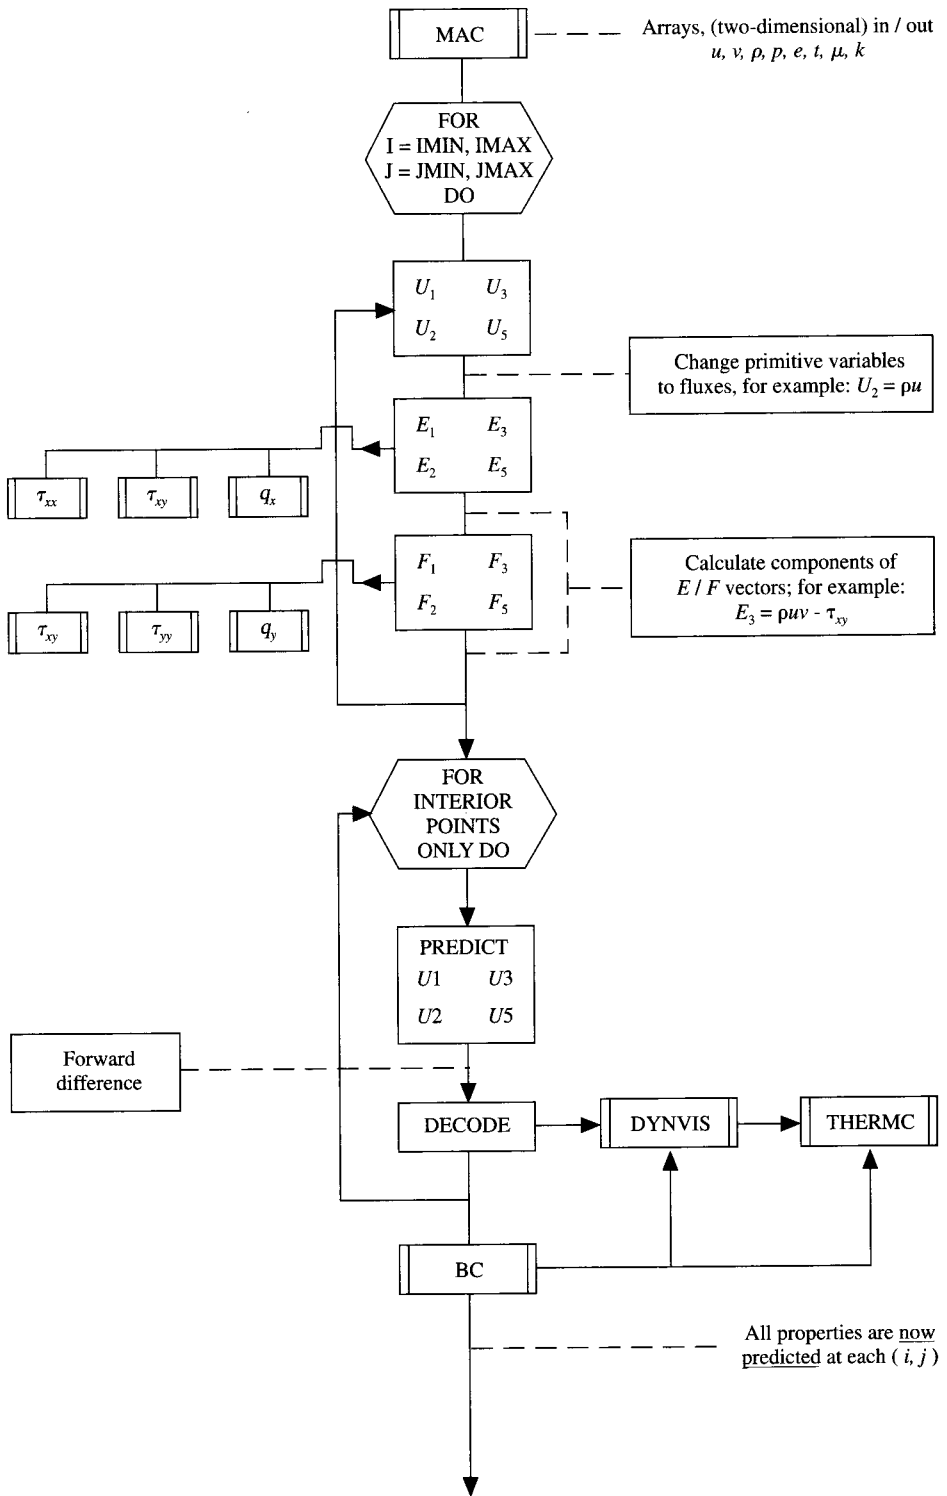 MAC
Arrays, (two-dimensional) in / out
u, v, ρ, p, e, t, μ, k
FOR
I = IMIN, IMAX
J = JMIN, JMAX
DO
U₁ U₃
U₂ U₅
Change primitive variables
to fluxes, for example: U₂ = ρu
E₁ E₃
E₂ E₅
τxx τxy qx
F₁ F₃
F₂ F₅
Calculate components of
E / F vectors; for example:
E₃ = ρuv - τxy
τxy τyy qy
FOR
INTERIOR
POINTS
ONLY DO
PREDICT
U1 U3
U2 U5
Forward
difference
DECODE DYNVIS THERMC
BC
All properties are now
predicted at each ( i, j )